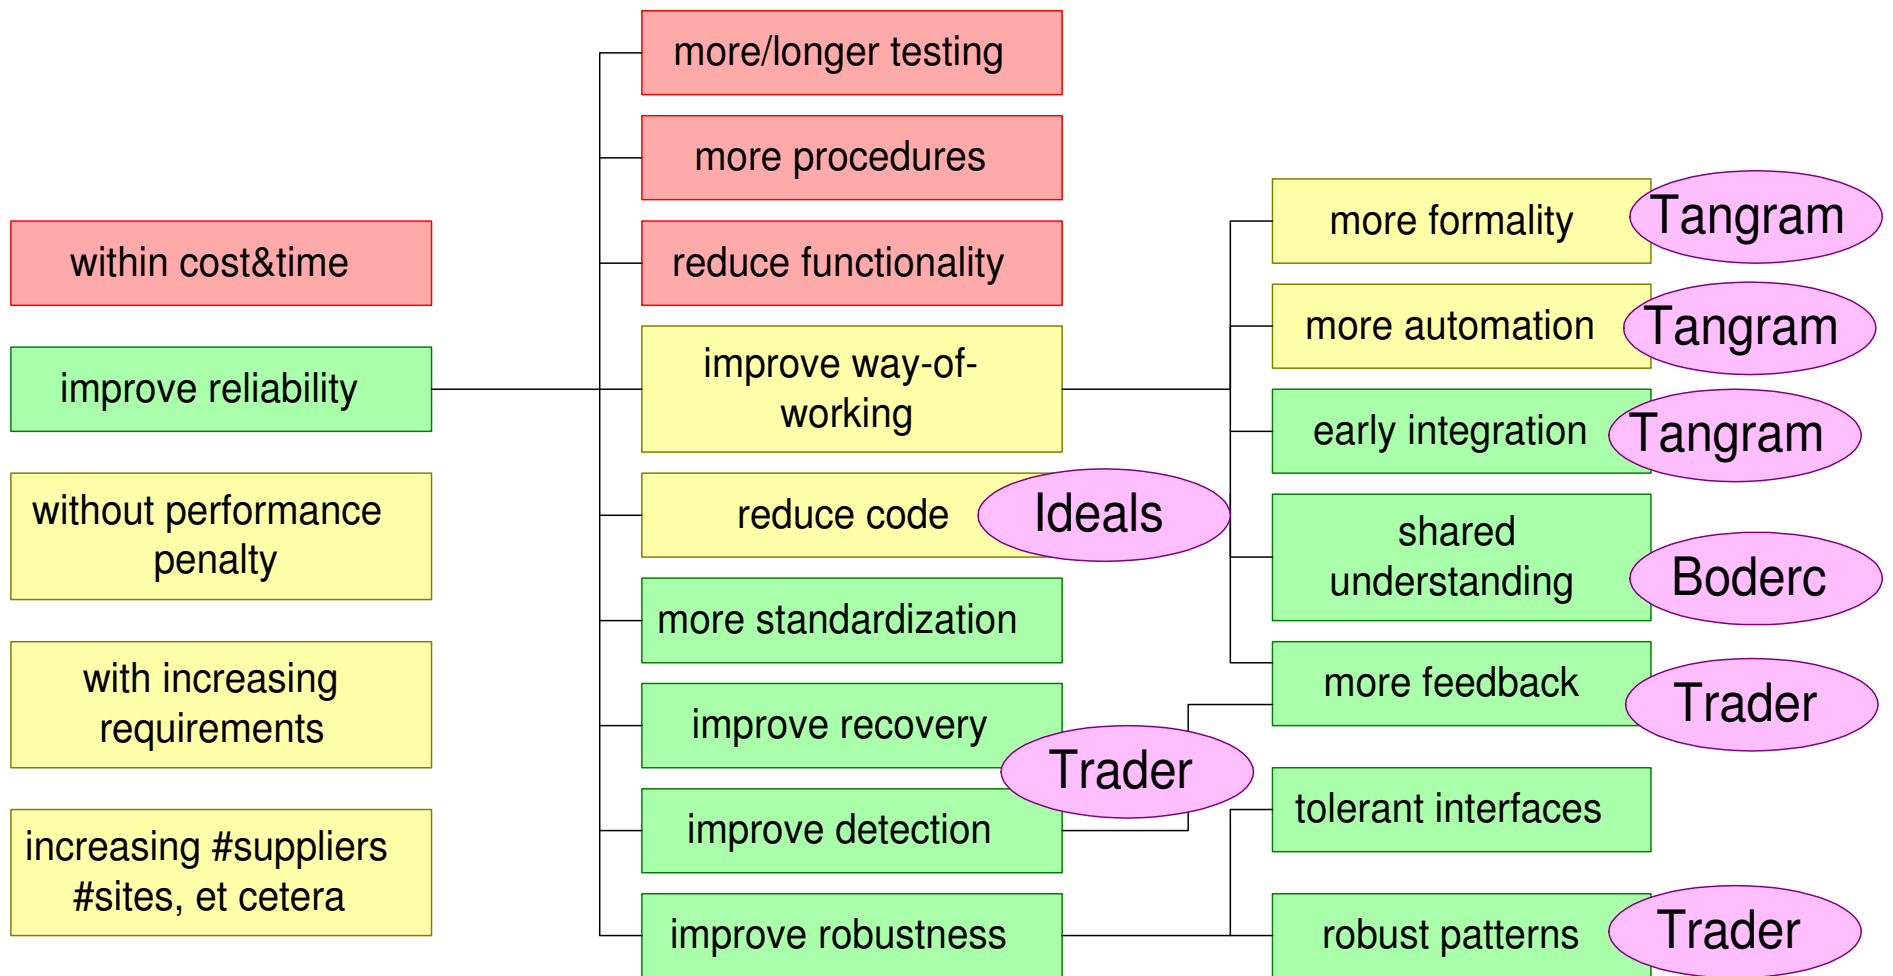 within cost&time
improve reliability
without performance
penalty
with increasing
requirements
increasing #suppliers
#sites, et cetera
more/longer testing
more procedures
reduce functionality
improve way-of-
working
reduce code
Ideals
more standardization
improve recovery
Trader
improve detection
improve robustness
more formality
Tangram
more automation
Tangram
early integration
Tangram
shared
understanding
Boderc
more feedback
Trader
tolerant interfaces
robust patterns
Trader